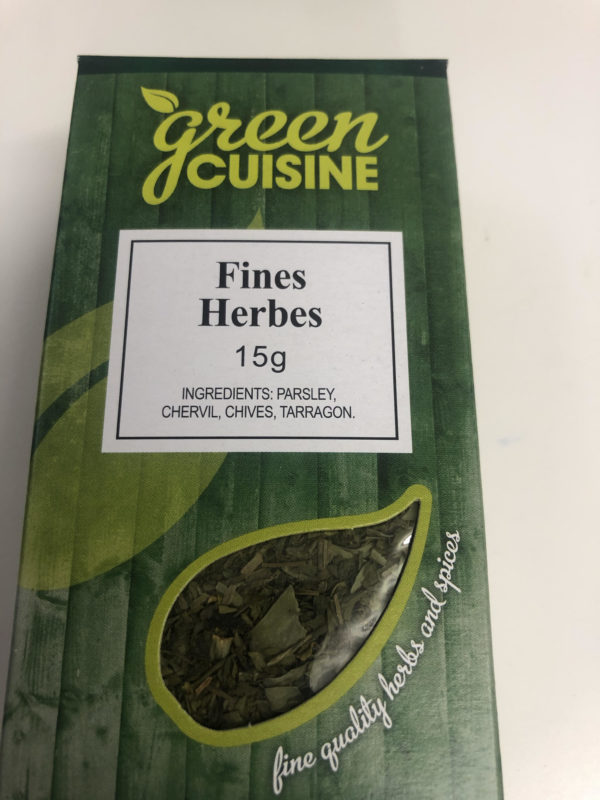 green
CUISINE
Fines
Herbes
15g
INGREDIENTS: PARSLEY,
CHERVIL, CHIVES, TARRAGON.
fine quality herbs and spices